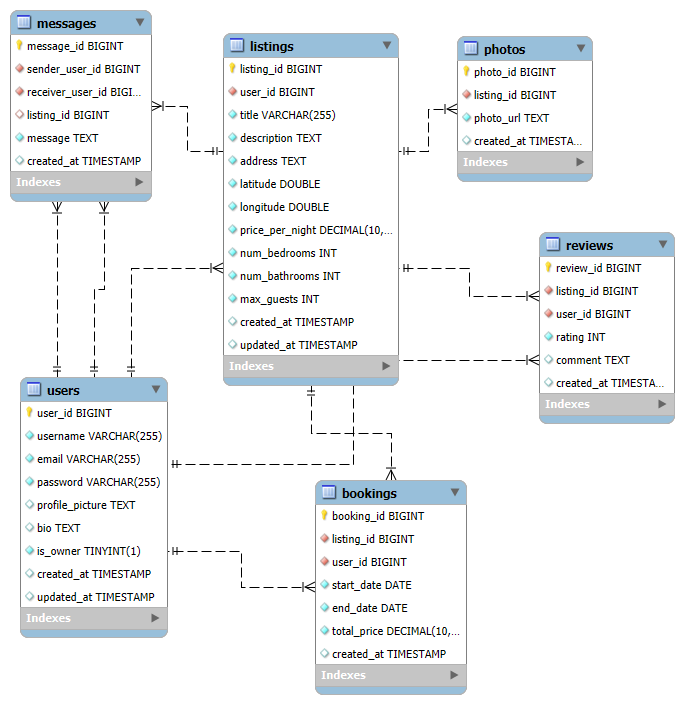 messages
message_id BIGINT
sender_user_id BIGINT
receiver_user_id BIGI...
listing_id BIGINT
message TEXT
created_at TIMESTAMP
Indexes
listings
listing_id BIGINT
user_id BIGINT
title VARCHAR(255)
description TEXT
address TEXT
latitude DOUBLE
longitude DOUBLE
price_per_night DECIMAL(10,...
num_bedrooms INT
num_bathrooms INT
max_guests INT
created_at TIMESTAMP
updated_at TIMESTAMP
Indexes
photos
photo_id BIGINT
listing_id BIGINT
photo_url TEXT
created_at TIMESTA...
Indexes
reviews
review_id BIGINT
listing_id BIGINT
user_id BIGINT
rating INT
comment TEXT
created_at TIMESTA...
Indexes
users
user_id BIGINT
username VARCHAR(255)
email VARCHAR(255)
password VARCHAR(255)
profile_picture TEXT
bio TEXT
is_owner TINYINT(1)
created_at TIMESTAMP
updated_at TIMESTAMP
Indexes
bookings
booking_id BIGINT
listing_id BIGINT
user_id BIGINT
start_date DATE
end_date DATE
total_price DECIMAL(10,...
created_at TIMESTAMP
Indexes